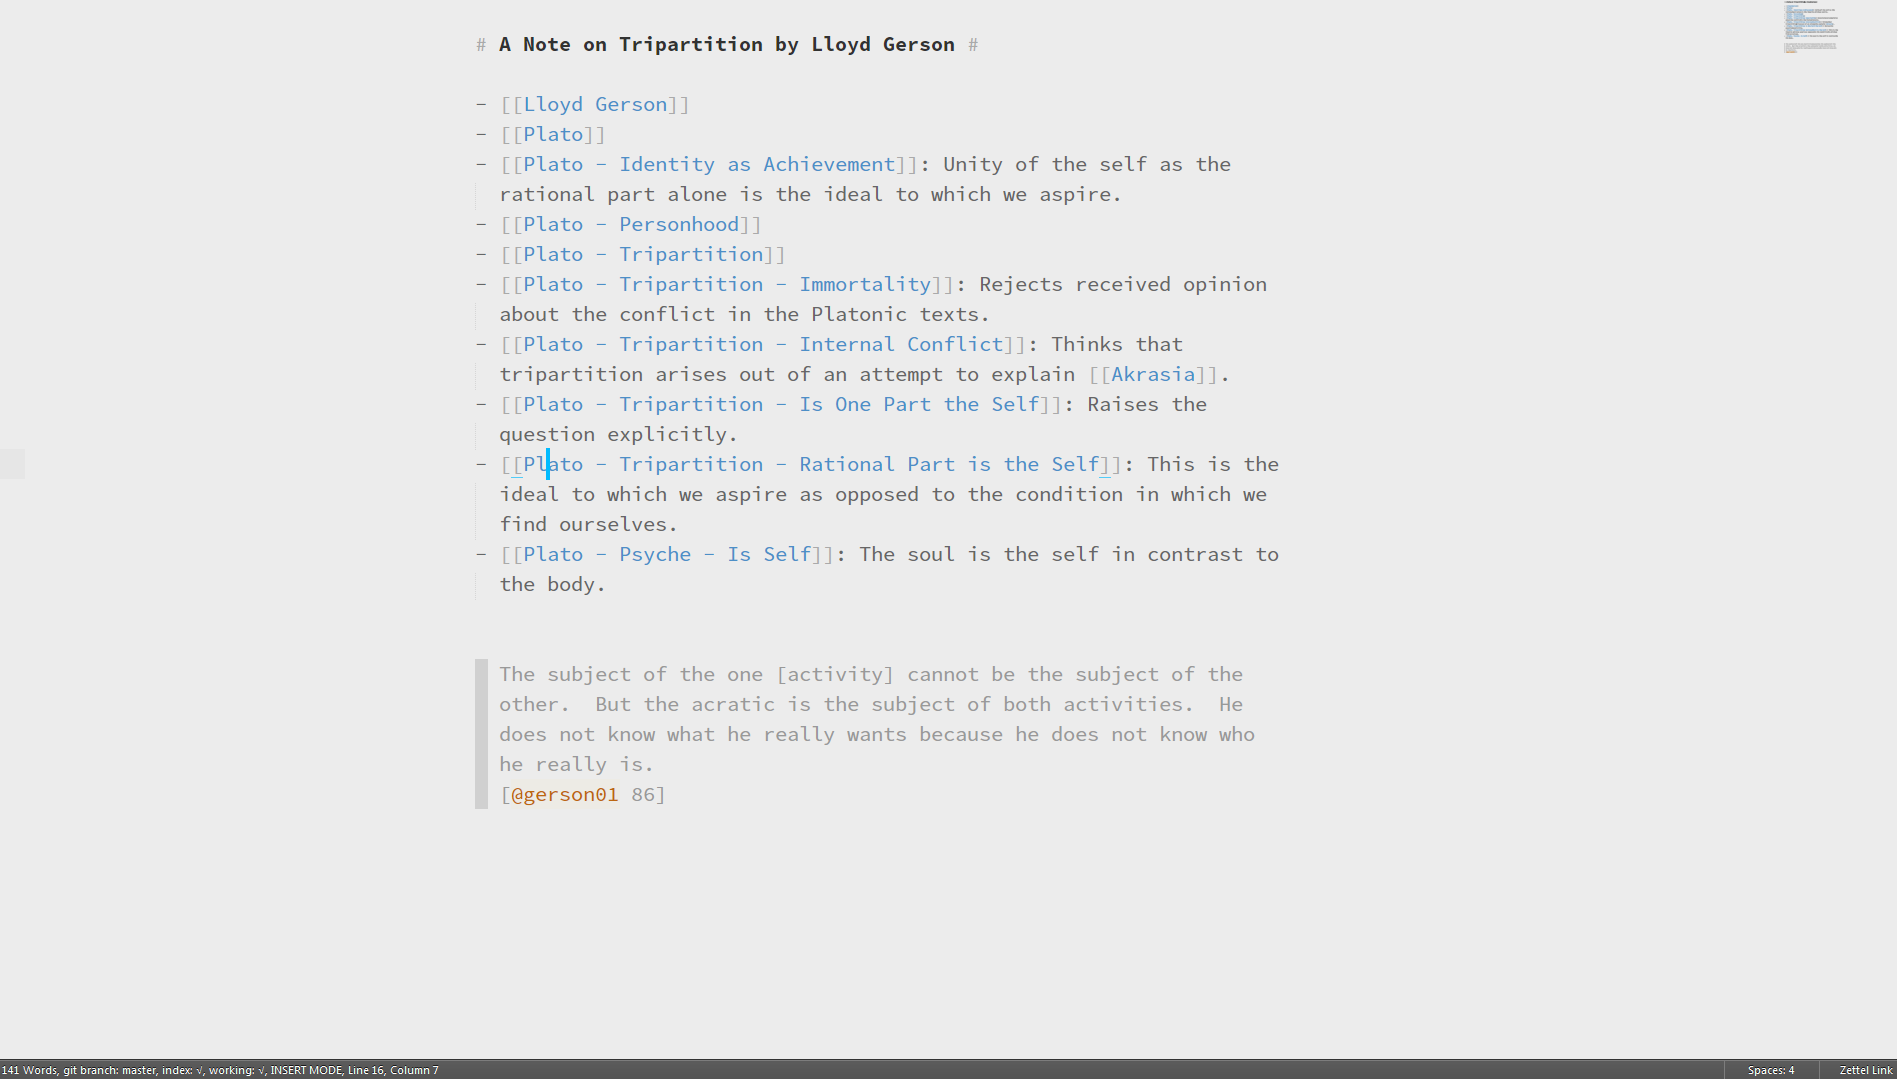 # A Note on Tripartition by Lloyd Gerson #
- [[Lloyd Gerson]]
- [[Plato]]
- [[Plato - Identity as Achievement]]: Unity of the self as the
rational part alone is the ideal to which we aspire.
- [[Plato - Personhood]]
- [[Plato - Tripartition]]
- [[Plato - Tripartition - Immortality]]: Rejects received opinion
about the conflict in the Platonic texts.
- [[Plato - Tripartition - Internal Conflict]]: Thinks that
tripartition arises out of an attempt to explain [[Akrasia]].
- [[Plato - Tripartition - Is One Part the Self]]: Raises the
question explicitly.
- [[Plato - Tripartition - Rational Part is the Self]]: This is the
ideal to which we aspire as opposed to the condition in which we
find ourselves.
- [[Plato - Psyche - Is Self]]: The soul is the self in contrast to
the body.
The subject of the one [activity] cannot be the subject of the
other.  But the acratic is the subject of both activities.  He
does not know what he really wants because he does not know who
he really is.
[@gerson01 86]
141 Words, git branch: master, index: √, working: √, INSERT MODE, Line 16, Column 7
Spaces: 4
Zettel Link